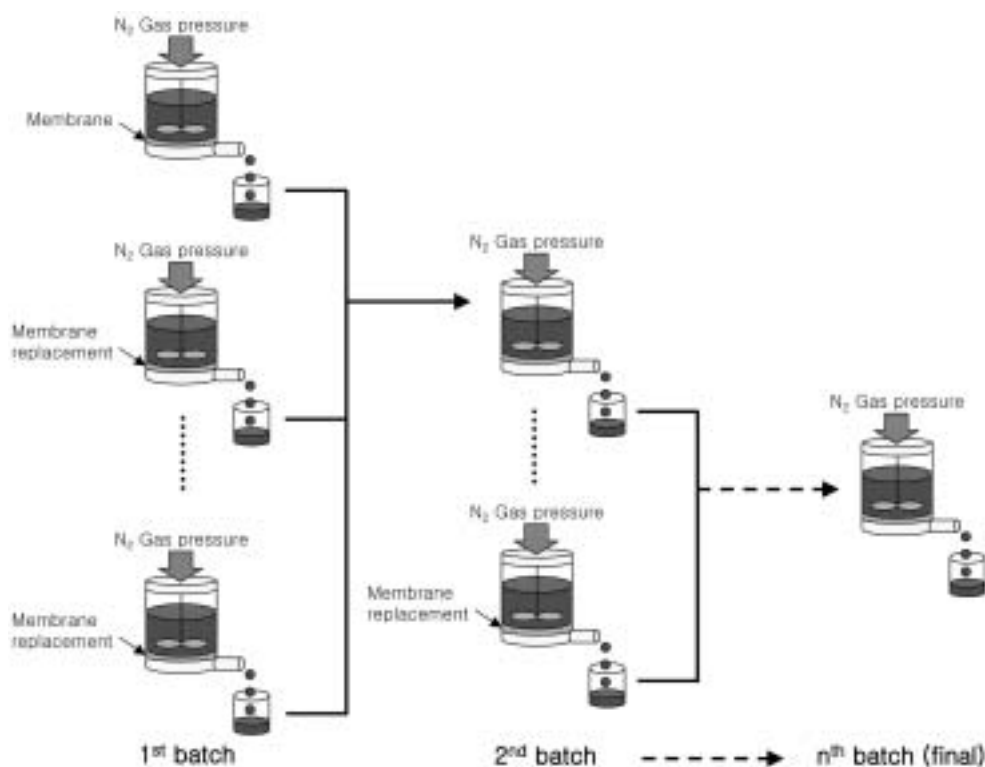 N₂ Gas pressure
Membrane
N₂ Gas pressure
Membrane
replacement
N₂ Gas pressure
Membrane
replacement
1st batch
N₂ Gas pressure
N₂ Gas pressure
Membrane
replacement
2nd batch
N₂ Gas pressure
nth batch (final)